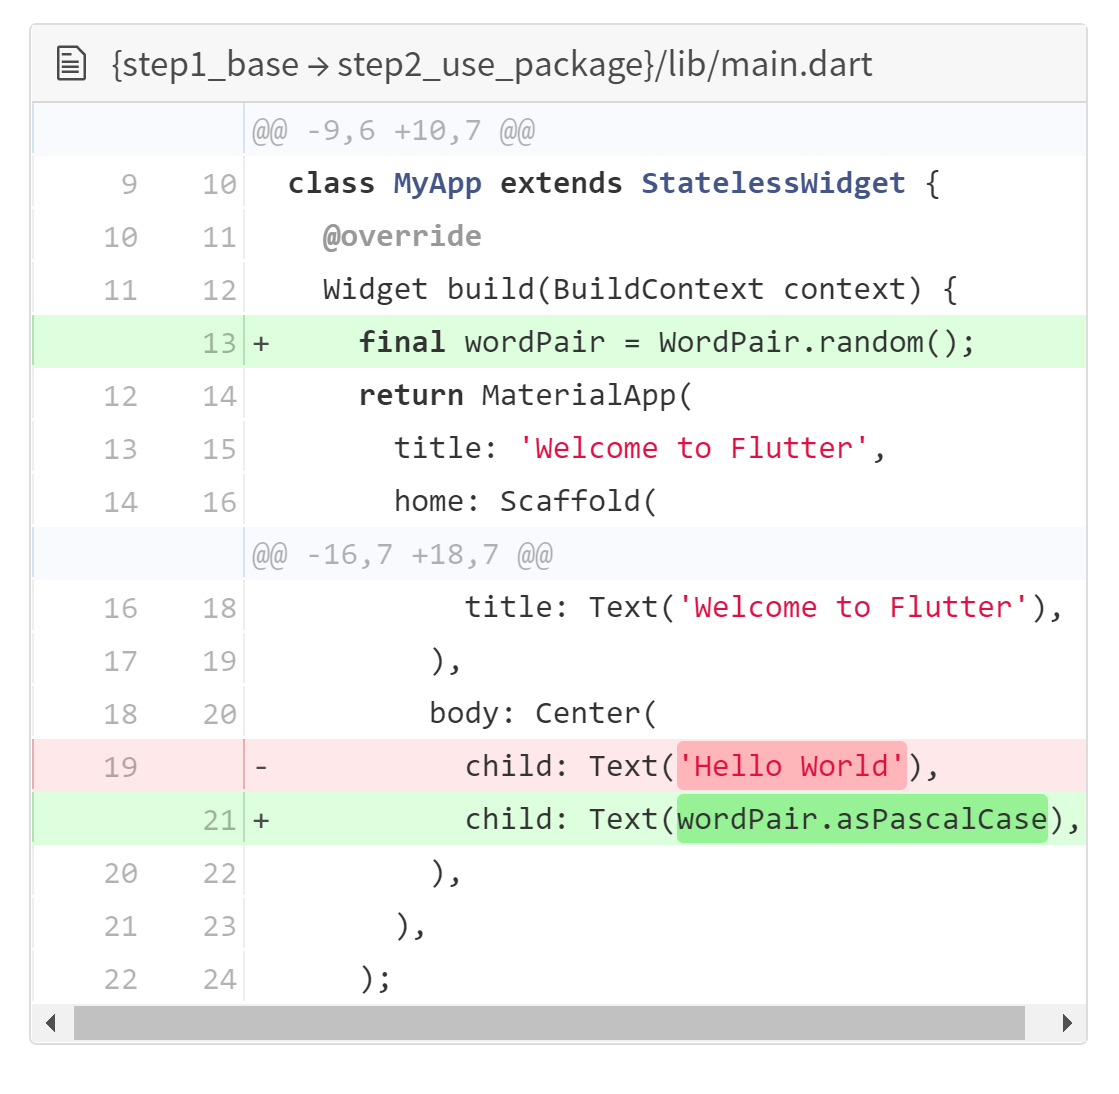 {step1_base → step2_use_package}/lib/main.dart
@@ -9,6 +10,7 @@
9 10 class MyApp extends StatelessWidget {
10 11 @override
11 12 Widget build(BuildContext context) {
13 + final wordPair = WordPair.random();
12 14 return MaterialApp(
13 15 title: 'Welcome to Flutter',
14 16 home: Scaffold(
@@ -16,7 +18,7 @@
16 18 title: Text('Welcome to Flutter'),
17 19 ),
18 20 body: Center(
19 - child: Text('Hello World'),
21 + child: Text(wordPair.asPascalCase),
20 22 ),
21 23 ),
22 24 );